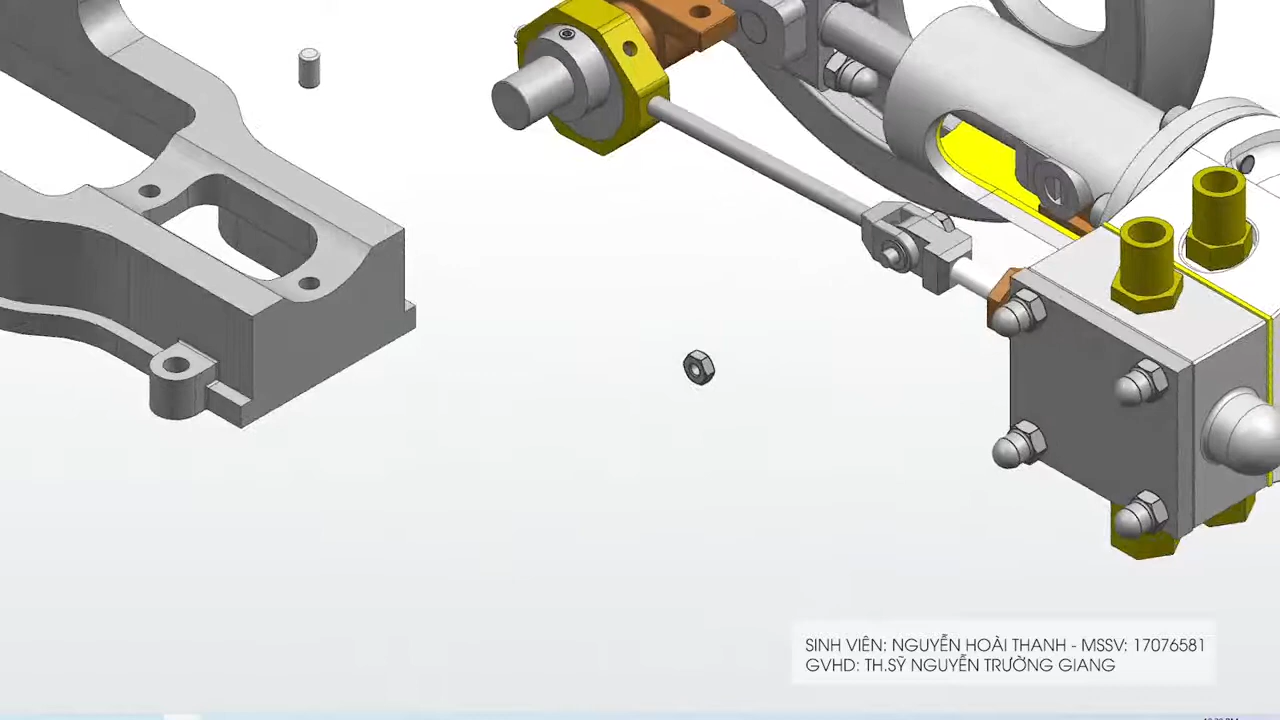 SINH VIÊN: NGUYỄN HOÀI THANH - MSSV: 17076581
GVHD: TH.SỸ NGUYỄN TRƯỜNG GIANG